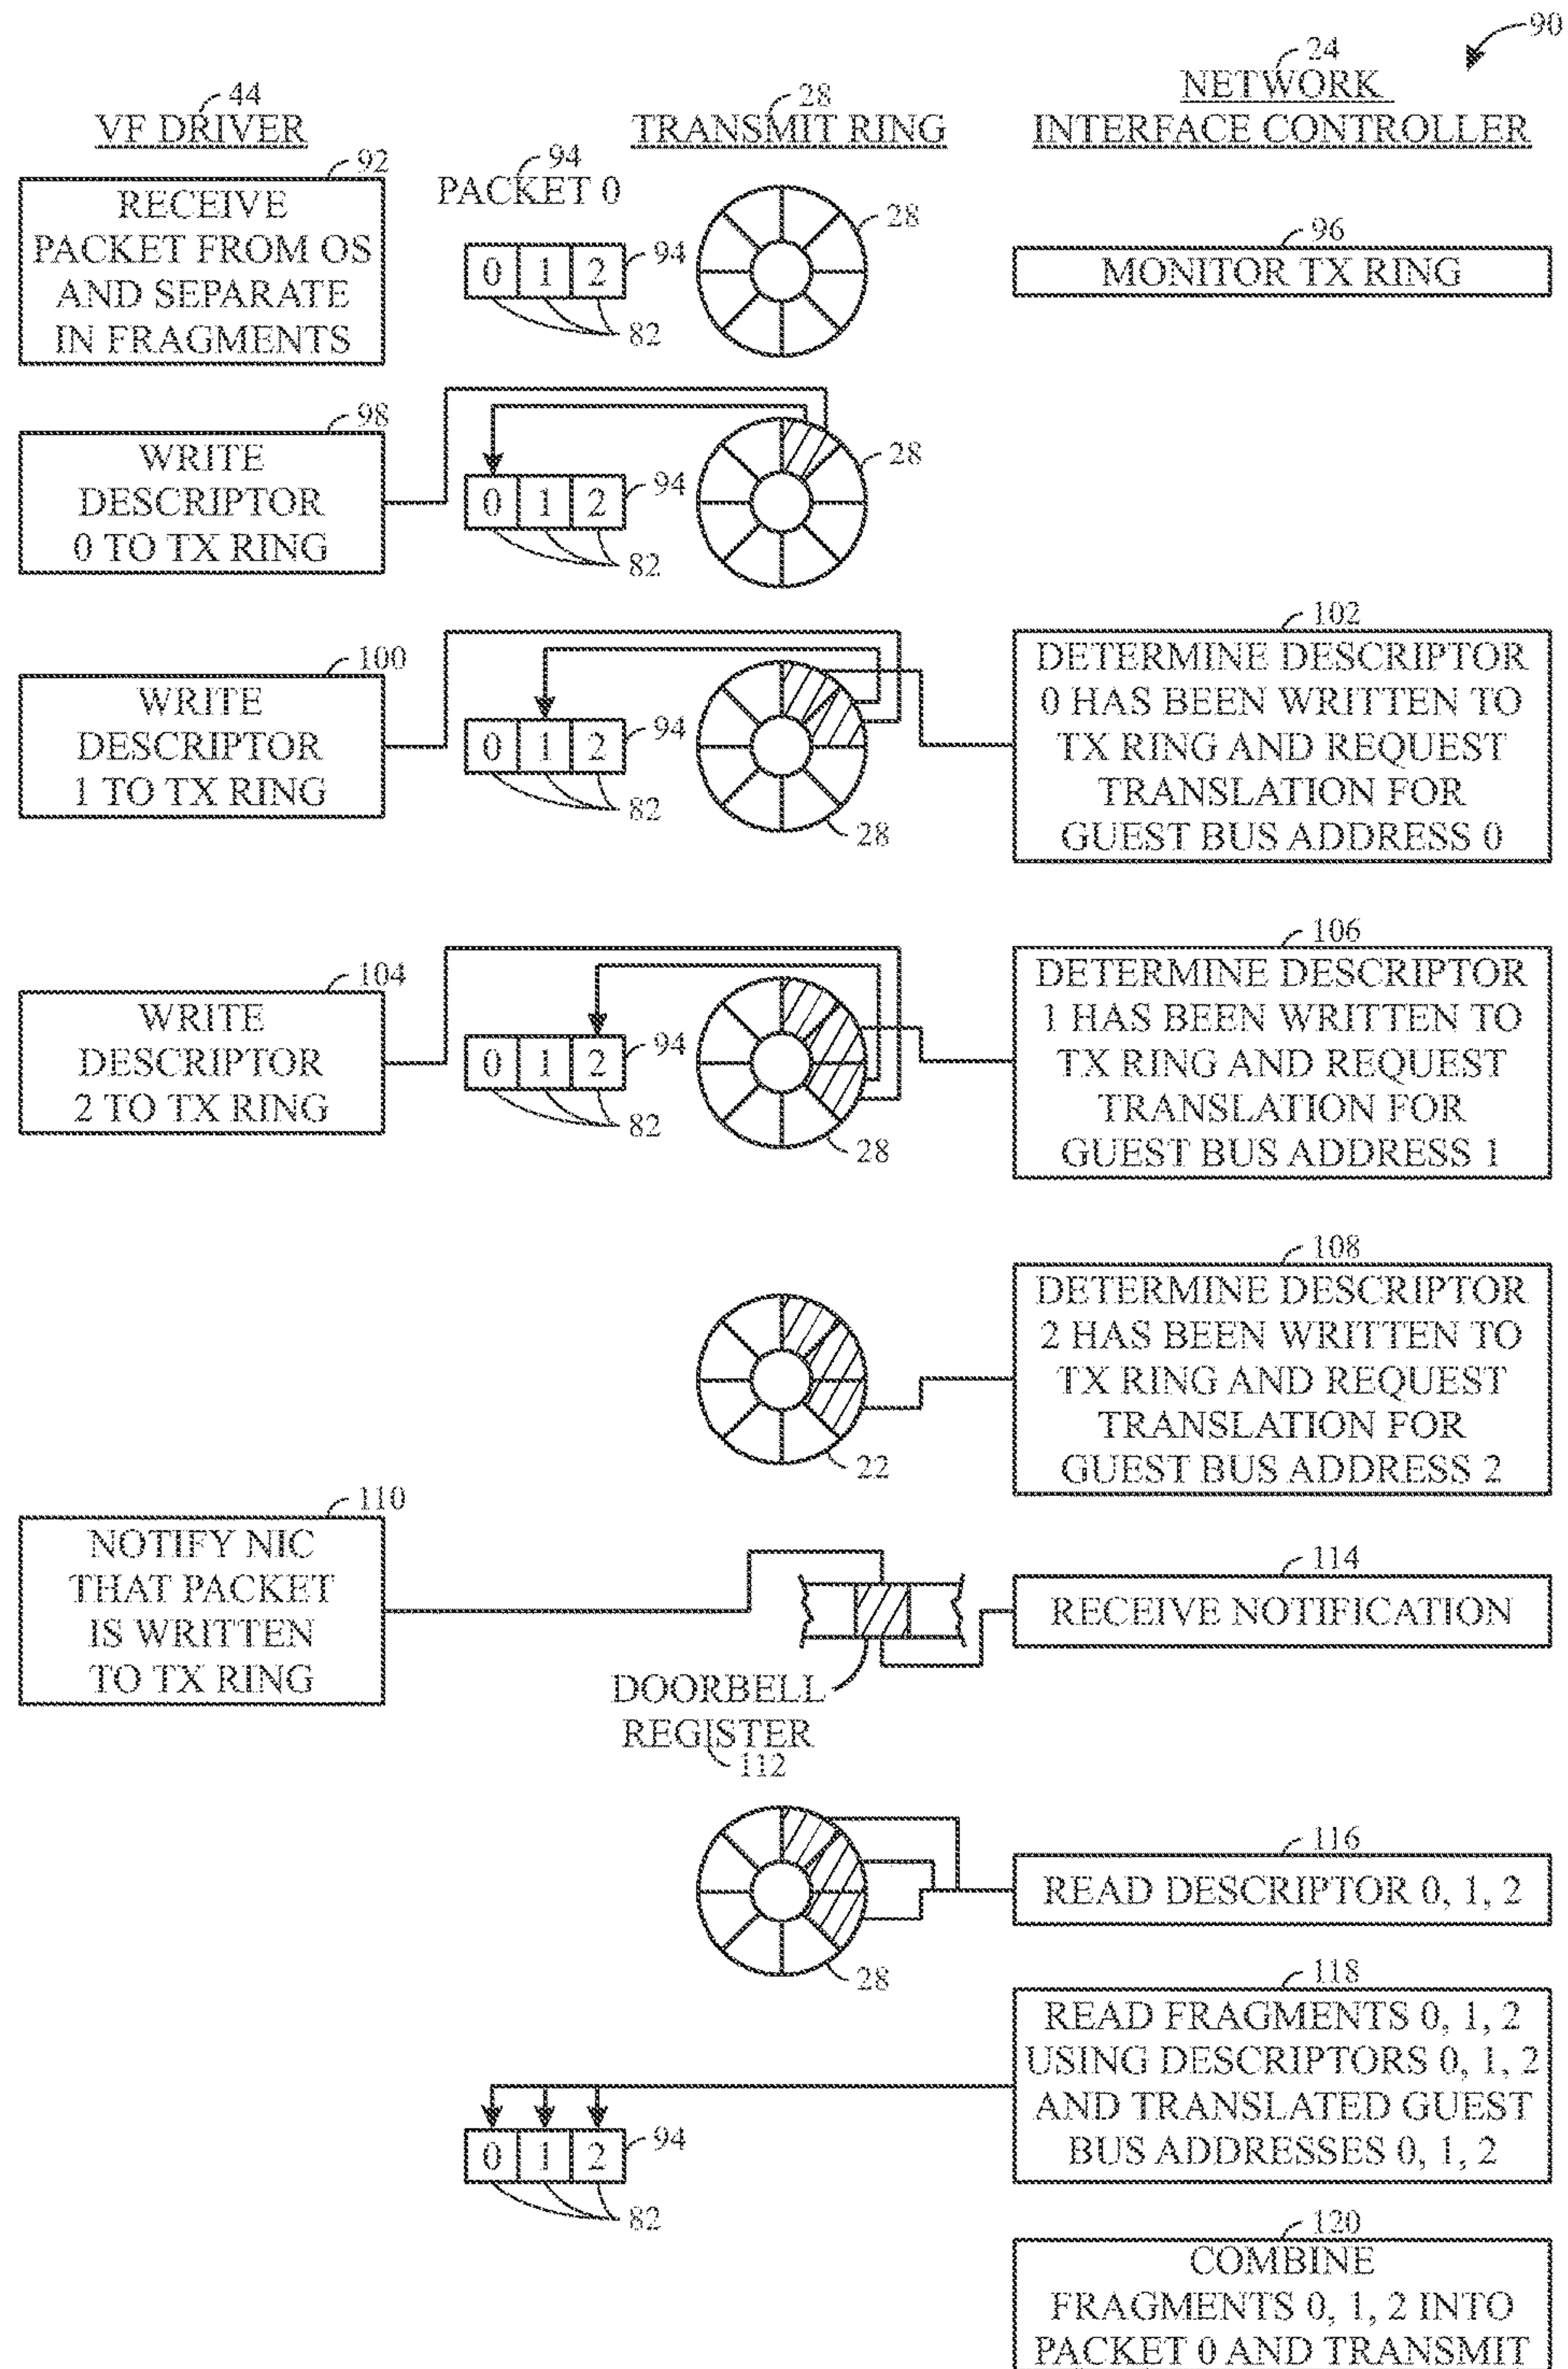 90
44
VF DRIVER
28
TRANSMIT RING
24
NETWORK
INTERFACE CONTROLLER
92
RECEIVE
PACKET FROM OS
AND SEPARATE
IN FRAGMENTS
94
PACKET 0
0 1 2
94
82
28
96
MONITOR TX RING
98
WRITE
DESCRIPTOR
0 TO TX RING
0 1 2
94
82
28
100
WRITE
DESCRIPTOR
1 TO TX RING
0 1 2
94
82
28
102
DETERMINE DESCRIPTOR
0 HAS BEEN WRITTEN TO
TX RING AND REQUEST
TRANSLATION FOR
GUEST BUS ADDRESS 0
104
WRITE
DESCRIPTOR
2 TO TX RING
0 1 2
94
82
28
106
DETERMINE DESCRIPTOR
1 HAS BEEN WRITTEN TO
TX RING AND REQUEST
TRANSLATION FOR
GUEST BUS ADDRESS 1
22
108
DETERMINE DESCRIPTOR
2 HAS BEEN WRITTEN TO
TX RING AND REQUEST
TRANSLATION FOR
GUEST BUS ADDRESS 2
110
NOTIFY NIC
THAT PACKET
IS WRITTEN
TO TX RING
DOORBELL
REGISTER
112
114
RECEIVE NOTIFICATION
28
116
READ DESCRIPTOR 0, 1, 2
118
READ FRAGMENTS 0, 1, 2
USING DESCRIPTORS 0, 1, 2
AND TRANSLATED GUEST
BUS ADDRESSES 0, 1, 2
0 1 2
94
82
120
COMBINE
FRAGMENTS 0, 1, 2 INTO
PACKET 0 AND TRANSMIT